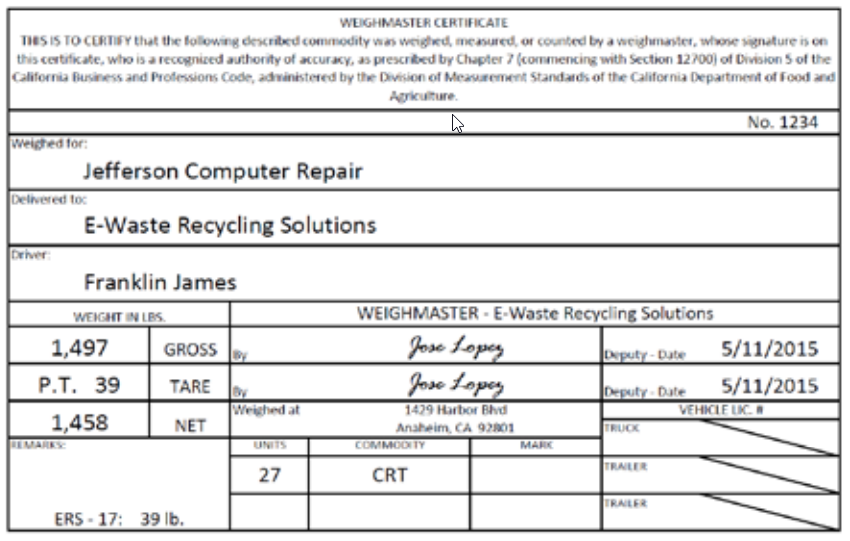 WEIGHMASTER CERTIFICATE
THIS IS TO CERTIFY that the following described commodity was weighed, measured, or counted by a weighmaster, whose signature is on
this certificate, who is a recognized authority of accuracy, as prescribed by Chapter 7 (commencing with Section 12700) of Division 5 of the
California Business and Professions Code, administered by the Division of Measurement Standards of the California Department of Food and
Agriculture.
No. 1234
Weighed for:
Jefferson Computer Repair
Delivered to:
E-Waste Recycling Solutions
Driver:
Franklin James
WEIGHT IN LBS. WEIGHMASTER - E-Waste Recycling Solutions
1,497 GROSS By Jose Lopez Deputy - Date 5/11/2015
P.T. 39 TARE By Jose Lopez Deputy - Date 5/11/2015
1,458 NET Weighed at 1429 Harbor Blvd VEHICLE LIC. #
Anaheim, CA 92801 TRUCK
REMARKS: UNITS COMMODITY MARK
27 CRT TRAILER
TRAILER
ERS - 17: 39 lb.